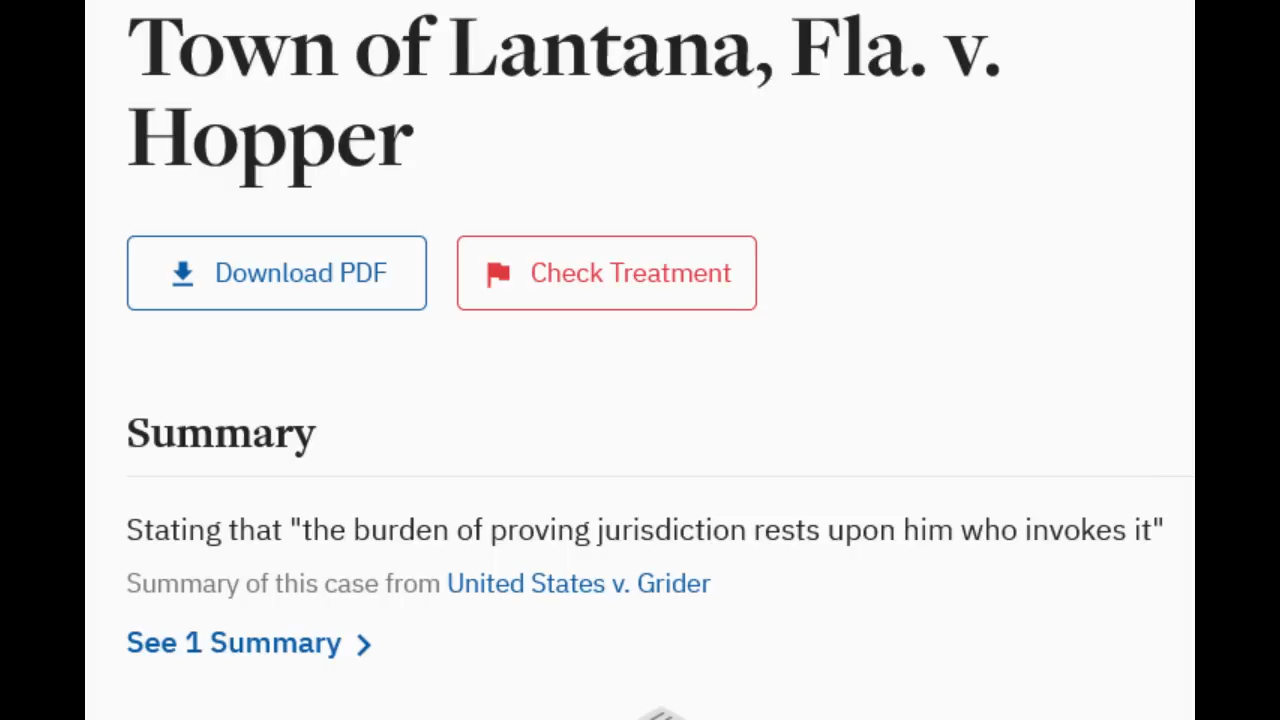 Town of Lantana, Fla. v.
Hopper
Download PDF
Check Treatment
Summary
Stating that "the burden of proving jurisdiction rests upon him who invokes it"
Summary of this case from United States v. Grider
See 1 Summary